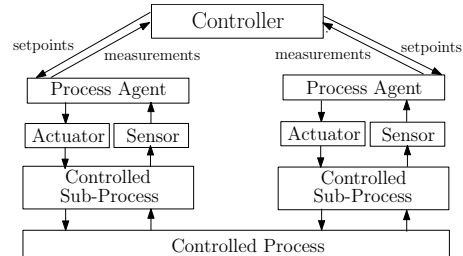 Controller
setpoints
measurements
measurements
setpoints
Process Agent
Process Agent
Actuator
Sensor
Actuator
Sensor
Controlled
Sub-Process
Controlled
Sub-Process
Controlled Process